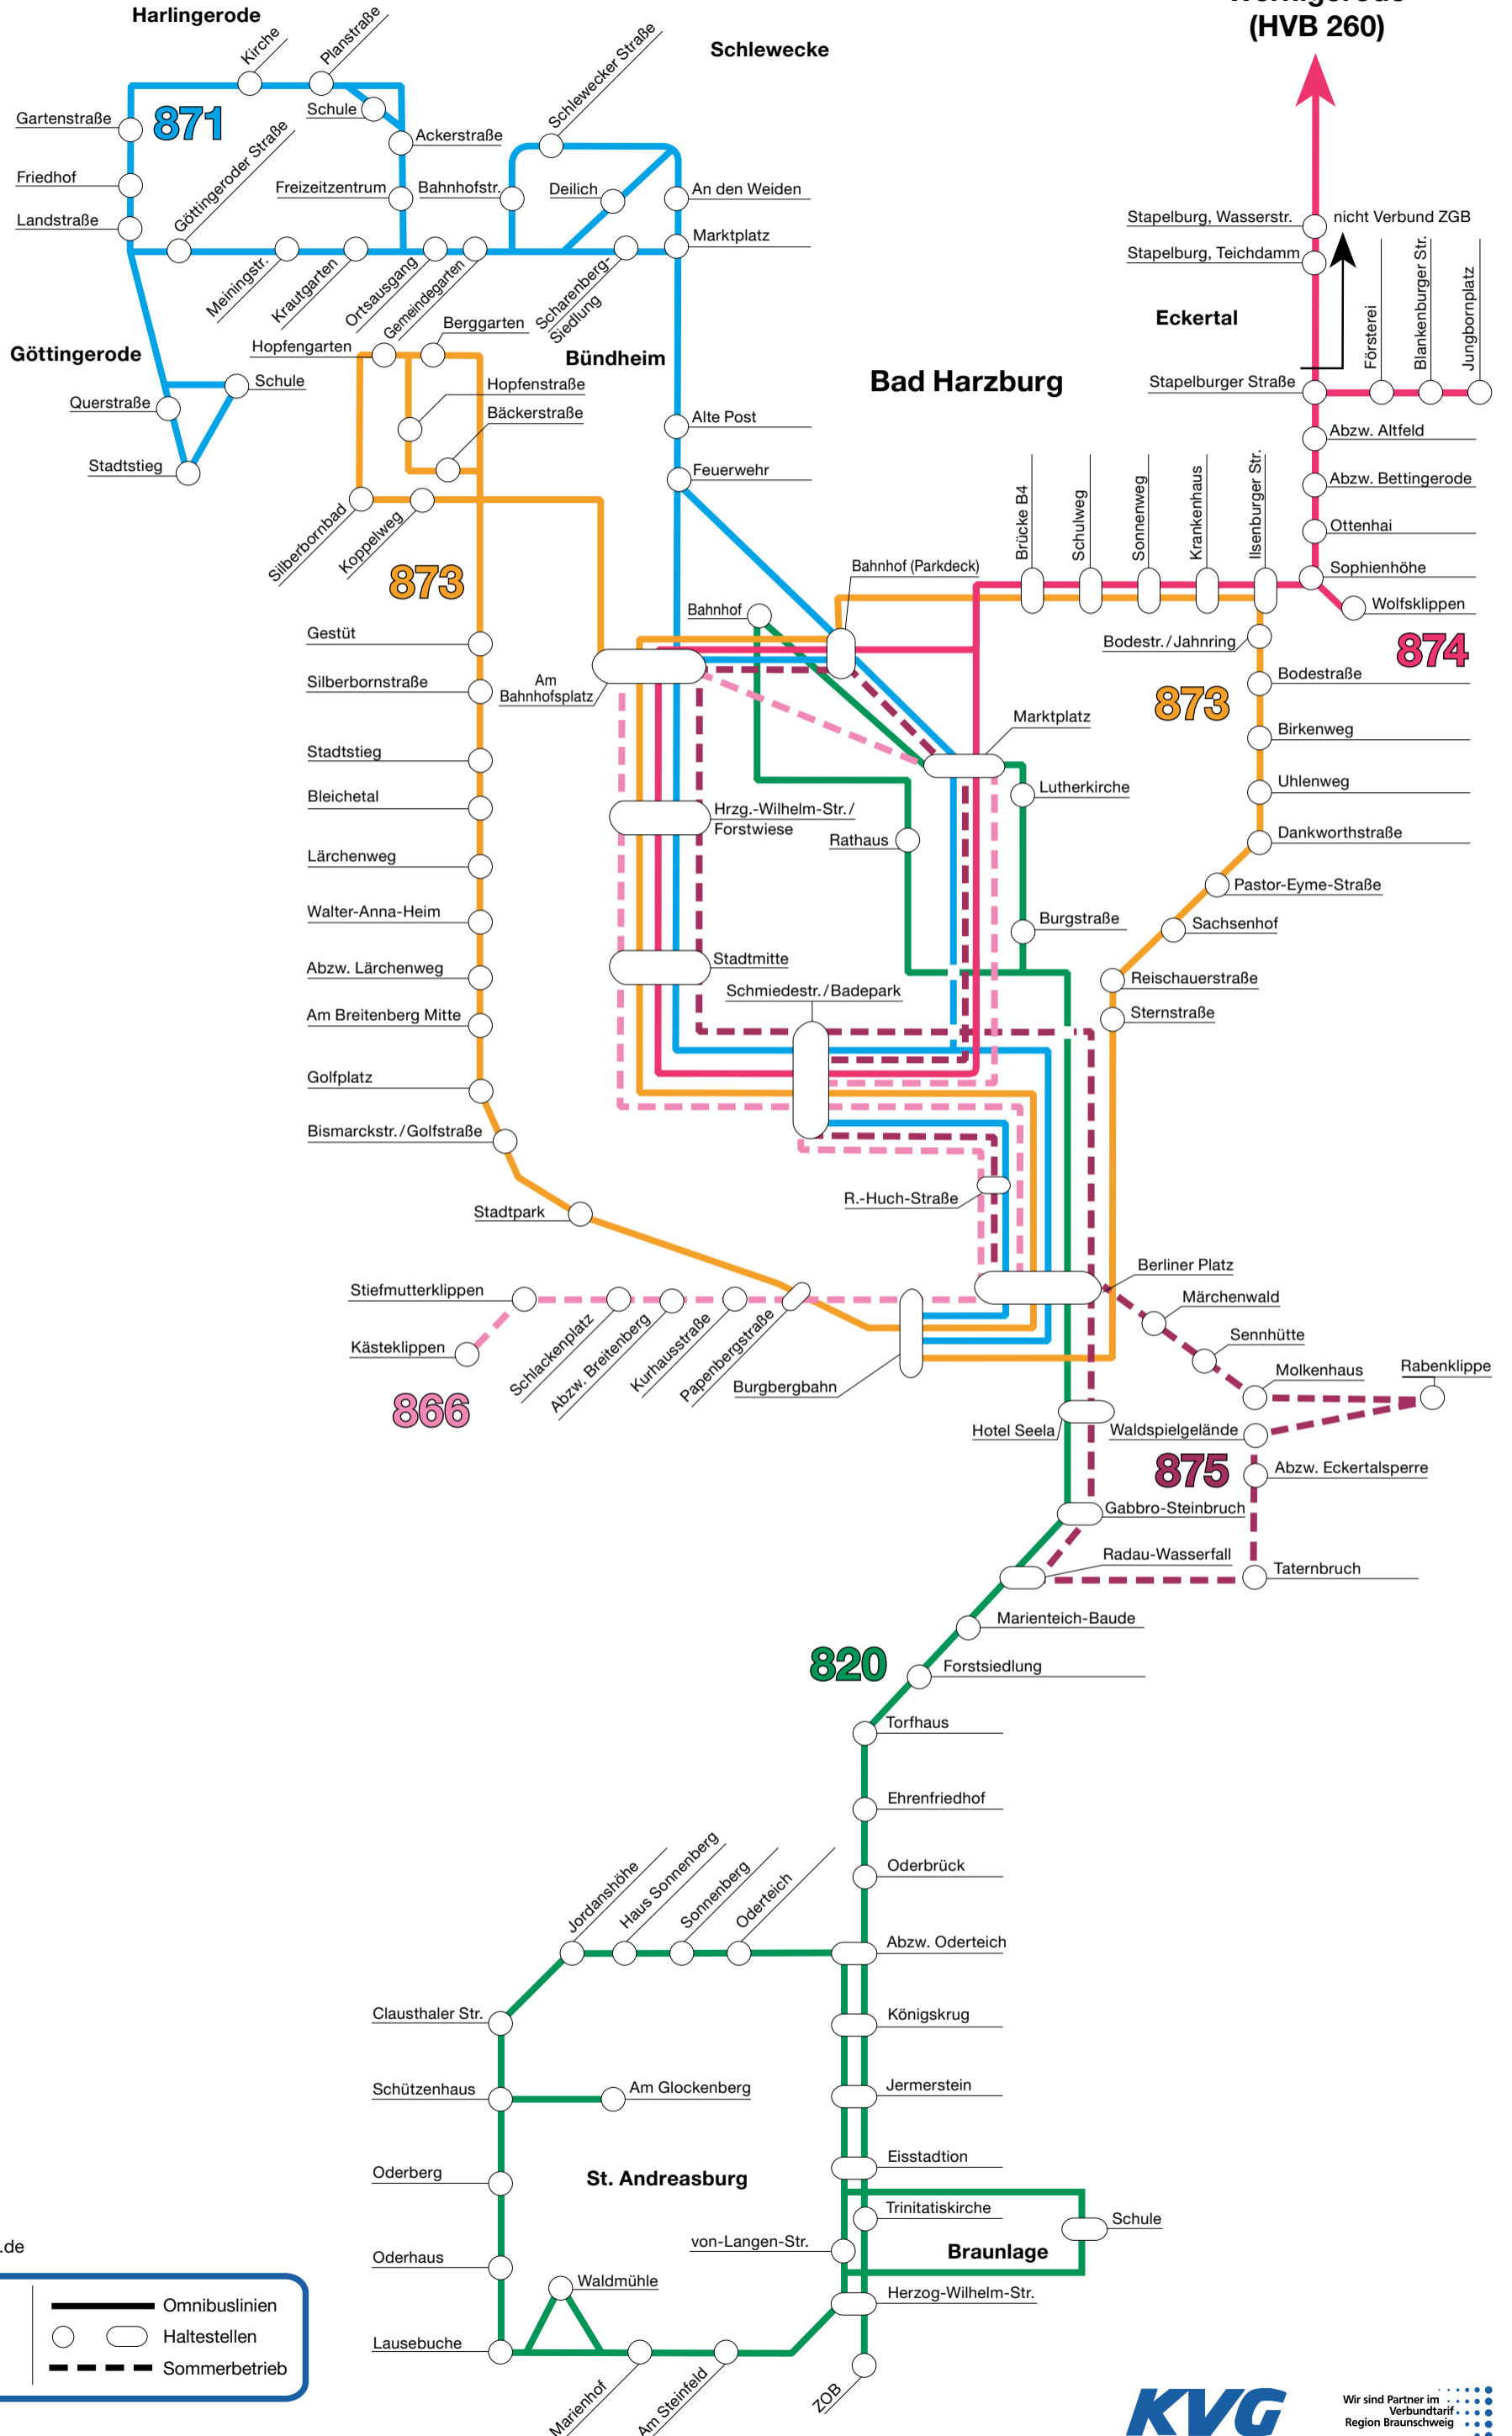 Harlingerode
Kirche
Planstraße
Schlewecke
Schlewecker Straße
(HVB 260)
Gartenstraße
871
Schule
Göttingeroder Straße
Ackerstraße
Friedhof
Freizeitzentrum
Bahnhofstr.
Deilich
An den Weiden
Landstraße
Marktplatz
Meiningstr.
Krautgarten
Ortsausgang
Gemeindegarten
Scharenberg-
Siedlung
Stapelburg, Wasserstr.
nicht Verbund ZGB
Stapelburg, Teichdamm
Eckertal
Försterei
Blankenburger Str.
Jungbornplatz
Göttingerode
Hopfengarten
Berggarten
Bündheim
Bad Harzburg
Schule
Hopfenstraße
Querstraße
Bäckerstraße
Stapelburger Straße
Alte Post
Abzw. Altfeld
Stadtstieg
Feuerwehr
Abzw. Bettingerode
Silberbornbad
Koppelweg
873
Brücke B4
Schulweg
Sonnenweg
Krankenhaus
Ilsenburger Str.
Ottenhai
Sophienhöhe
Bahnhof (Parkdeck)
Wolfsklippen
Bahnhof
874
Gestüt
Bodestr./Jahnring
Silberbornstraße
Am
Bahnhofsplatz
Bodestraße
873
Marktplatz
Birkenweg
Stadtstieg
Uhlenweg
Bleichetal
Hrzg.-Wilhelm-Str./
Forstwiese
Lutherkirche
Rathaus
Dankworthstraße
Lärchenweg
Pastor-Eyme-Straße
Walter-Anna-Heim
Burgstraße
Sachsenhof
Abzw. Lärchenweg
Stadtmitte
Reischauerstraße
Schmiedestr./Badepark
Am Breitenberg Mitte
Sternstraße
Golfplatz
Bismarckstr./Golfstraße
R.-Huch-Straße
Stadtpark
Berliner Platz
Stiefmutterklippen
Märchenwald
Sennhütte
Kästeklippen
Schlackenplatz
Abzw. Breitenberg
Kurhausstraße
Papenbergstraße
Burgbergbahn
Molkenhaus
Rabenklippe
866
Hotel Seela
Waldspielgelände
875
Abzw. Eckertalsperre
Gabbro-Steinbruch
Radau-Wasserfall
Taternbruch
Marienteich-Baude
820
Forstsiedlung
Torfhaus
Ehrenfriedhof
Oderbrück
Jordanshöhe
Haus Sonnenberg
Sonnenberg
Oderteich
Abzw. Oderteich
Clausthaler Str.
Königskrug
Schützenhaus
Am Glockenberg
Jermerstein
Eisstadtion
Oderberg
St. Andreasburg
Trinitatiskirche
Schule
von-Langen-Str.
Braunlage
.de
Oderhaus
Waldmühle
Herzog-Wilhelm-Str.
Omnibuslinien
Haltestellen
Sommerbetrieb
Lausebuche
Marienhof
Am Steinfeld
ZOB
KVG
Wir sind Partner im
Verbundtarif
Region Braunschweig